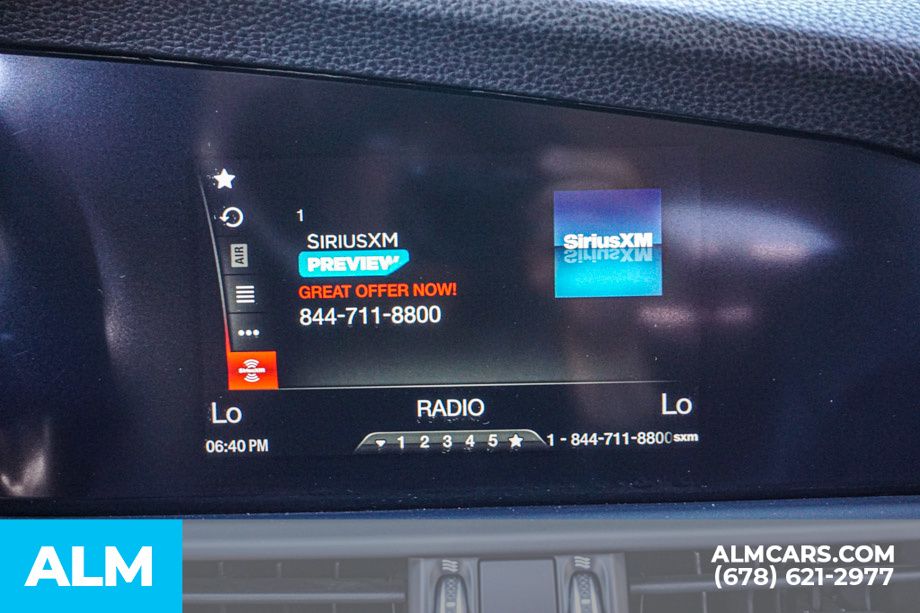 1
SIRIUSXM
PREVIEW
GREAT OFFER NOW!
844-711-8800
SiriusXM
AIR
SiriusXM
Lo
RADIO
Lo
06:40 PM
1 2 3 4 5
1 - 844-711-8800 sxm
ALM
ALMCARS.COM
(678) 621-2977